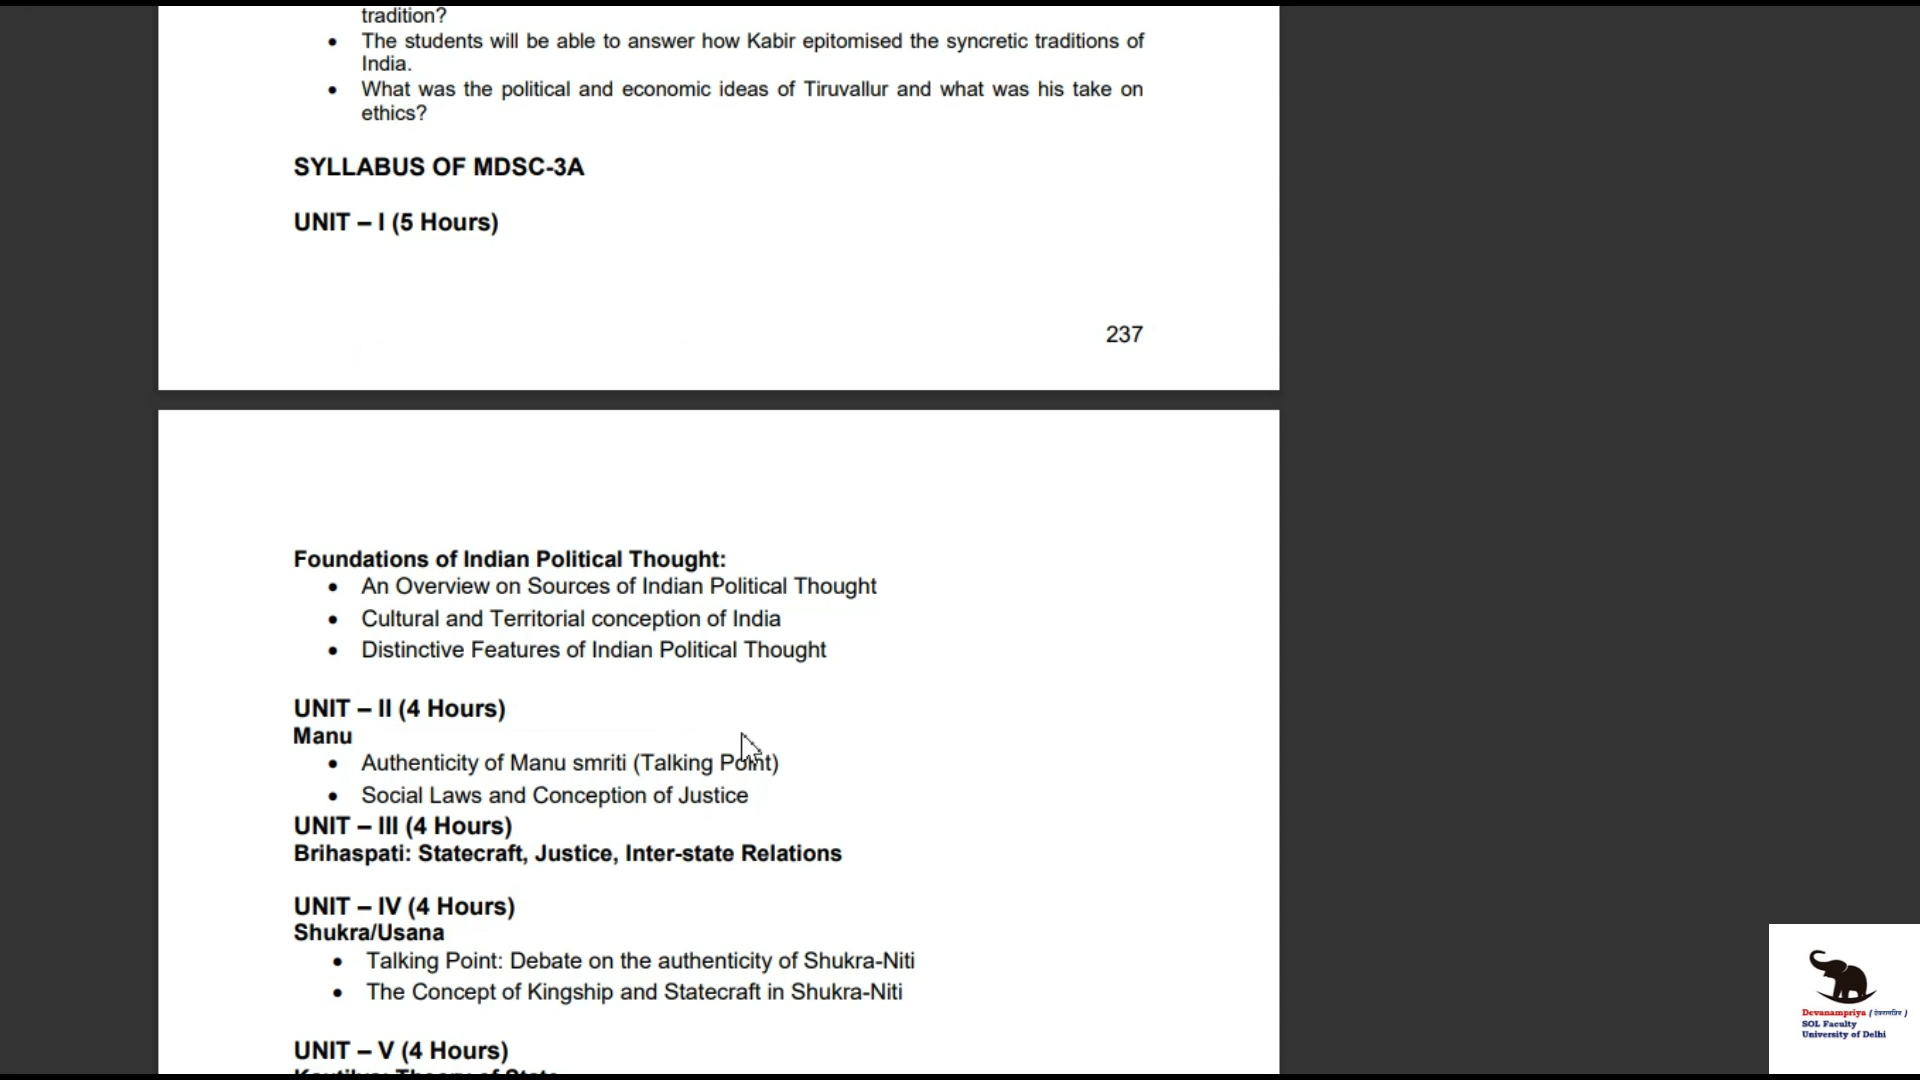 tradition?
• The students will be able to answer how Kabir epitomised the syncretic traditions of
India.
• What was the political and economic ideas of Tiruvallur and what was his take on
ethics?
SYLLABUS OF MDSC-3A
UNIT – I (5 Hours)
237
Foundations of Indian Political Thought:
• An Overview on Sources of Indian Political Thought
• Cultural and Territorial conception of India
• Distinctive Features of Indian Political Thought
UNIT – II (4 Hours)
Manu
• Authenticity of Manu smriti (Talking Point)
• Social Laws and Conception of Justice
UNIT – III (4 Hours)
Brihaspati: Statecraft, Justice, Inter-state Relations
UNIT – IV (4 Hours)
Shukra/Usana
• Talking Point: Debate on the authenticity of Shukra-Niti
• The Concept of Kingship and Statecraft in Shukra-Niti
UNIT – V (4 Hours)
Kautilya: Theory of State
Devanampriya (देवानामप्रिय)
SOL Faculty
University of Delhi